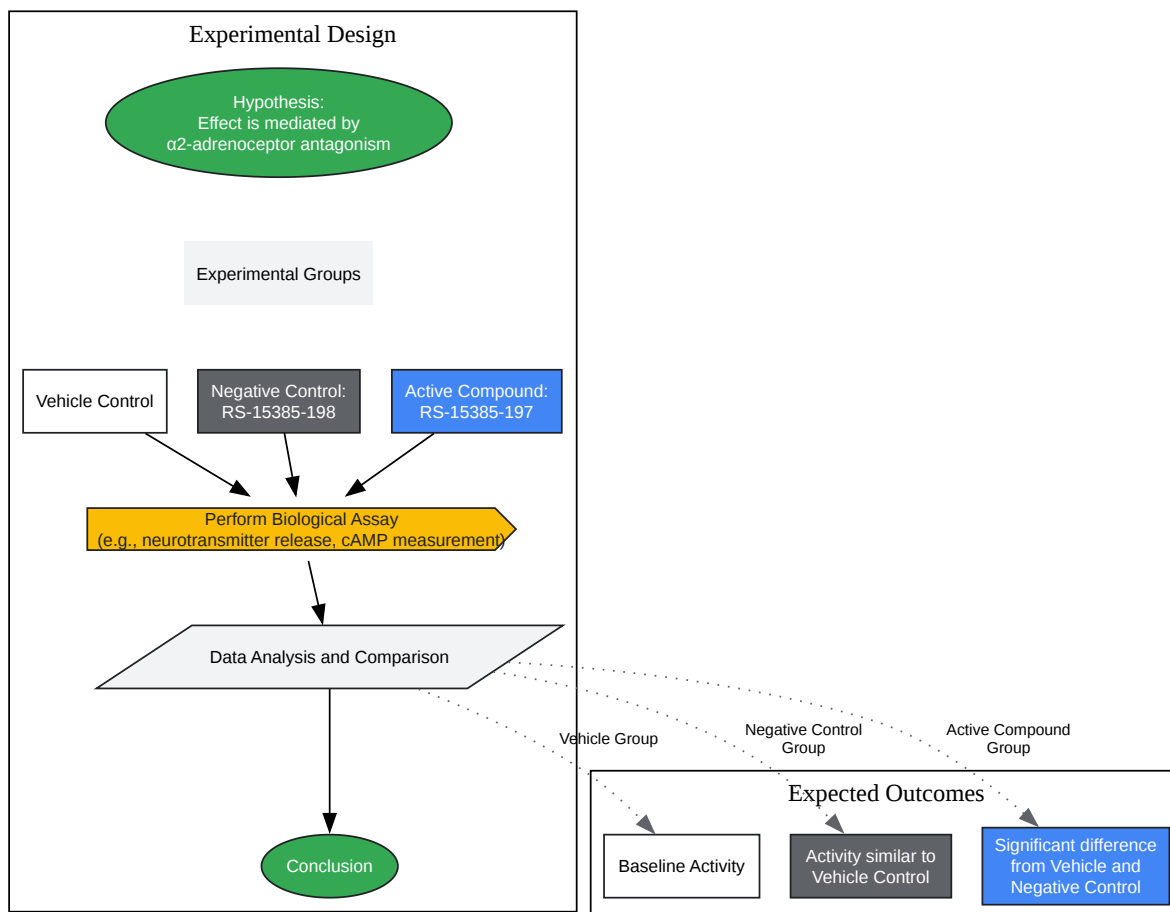 Experimental Design
Hypothesis:
Effect is mediated by
α2-adrenoceptor antagonism
Experimental Groups
Vehicle Control
Negative Control:
RS-15385-198
Active Compound:
RS-15385-197
Perform Biological Assay
(e.g., neurotransmitter release, cAMP measurement)
Data Analysis and Comparison
Vehicle Group
Negative Control
Group
Active Compound
Group
Expected Outcomes
Baseline Activity
Activity similar to
Vehicle Control
Significant difference
from Vehicle and
Negative Control
Conclusion